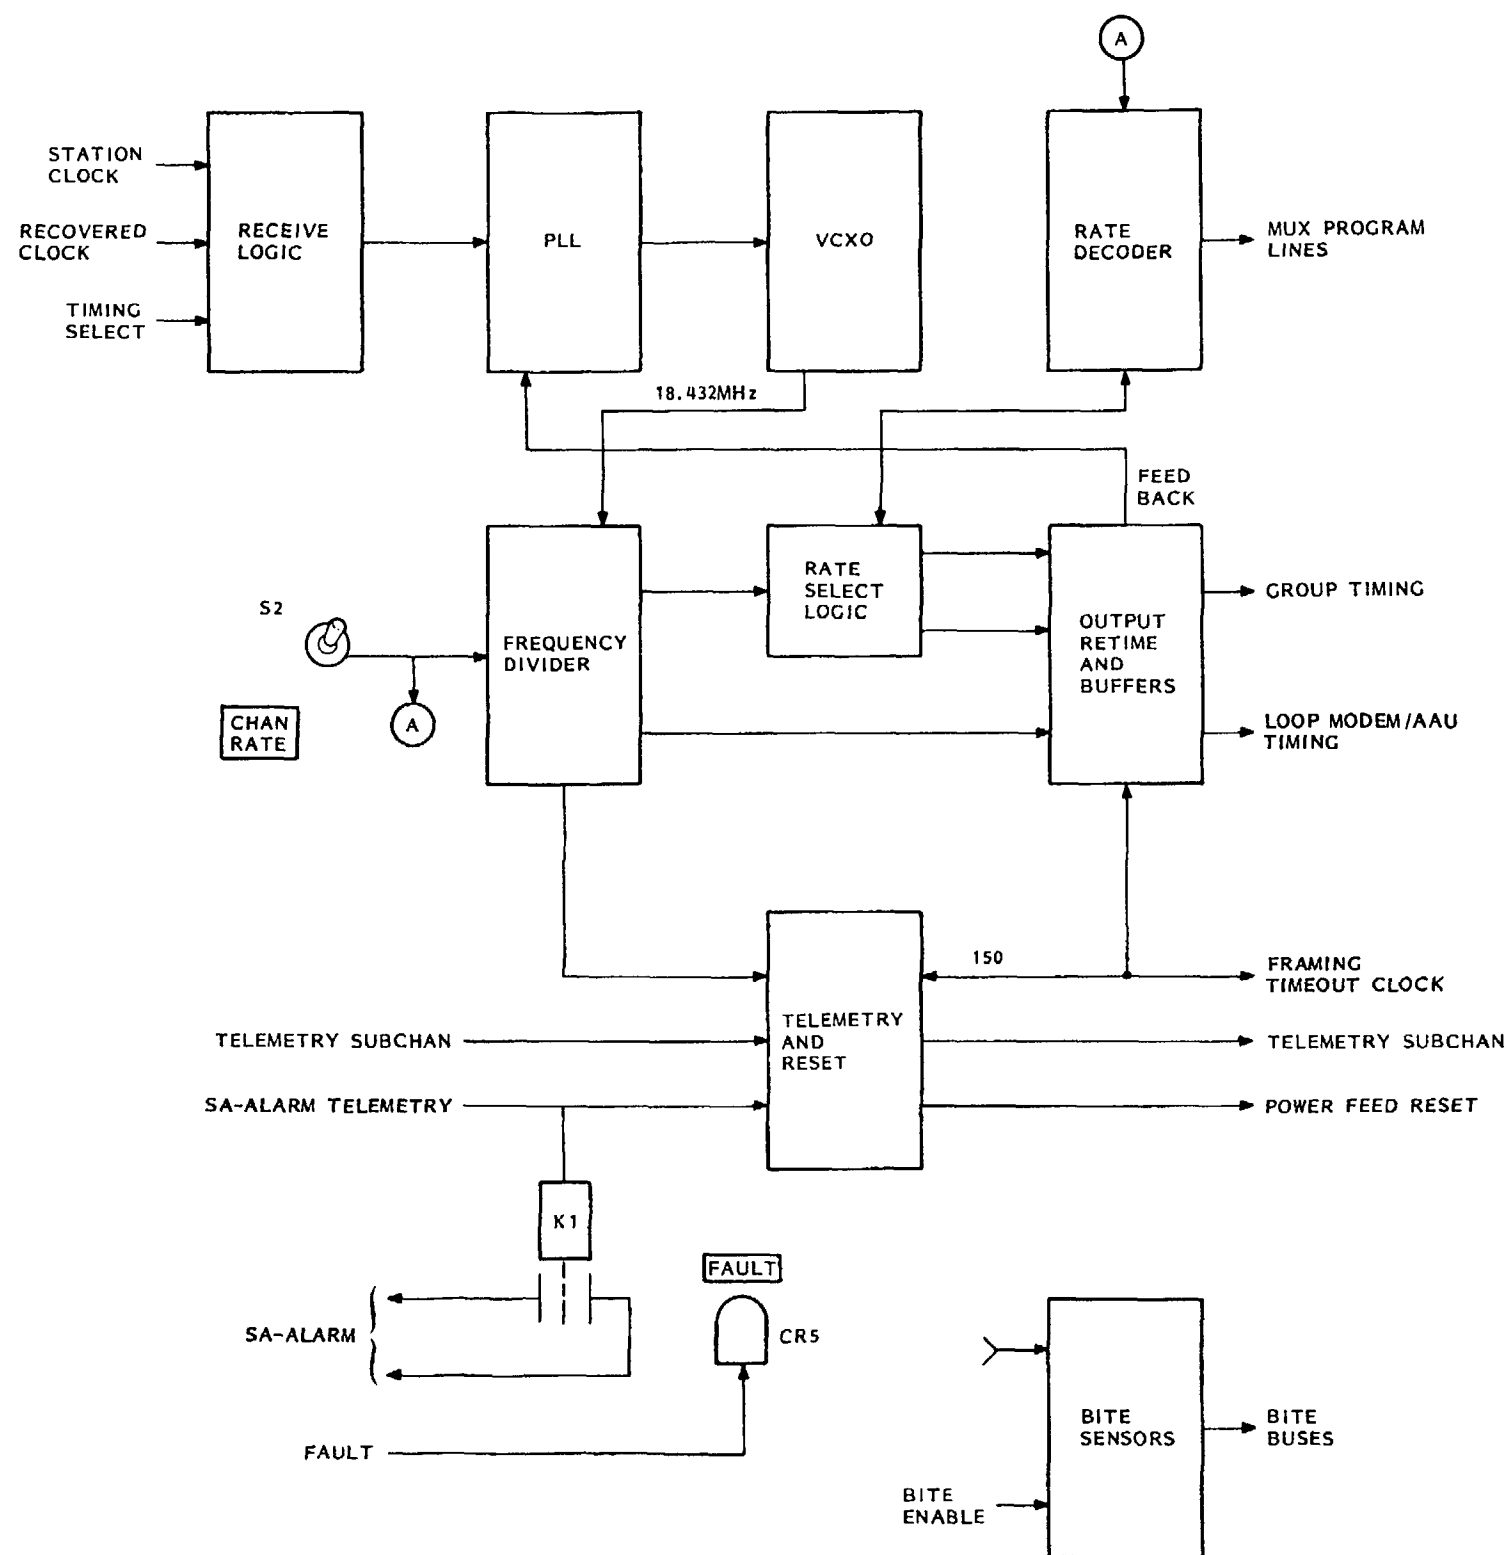 A
STATION
CLOCK
RECOVERED
CLOCK
TIMING
SELECT
RECEIVE
LOGIC
PLL
VCXO
RATE
DECODER
MUX PROGRAM
LINES
18.432MHz
FEED
BACK
S2
CHAN
RATE
A
FREQUENCY
DIVIDER
RATE
SELECT
LOGIC
OUTPUT
RETIME
AND
BUFFERS
GROUP TIMING
LOOP MODEM/AAU
TIMING
150
FRAMING
TIMEOUT CLOCK
TELEMETRY SUBCHAN
SA-ALARM TELEMETRY
TELEMETRY
AND
RESET
TELEMETRY SUBCHAN
POWER FEED RESET
K1
SA-ALARM
FAULT
CR5
FAULT
BITE
SENSORS
BITE
BUSES
BITE
ENABLE